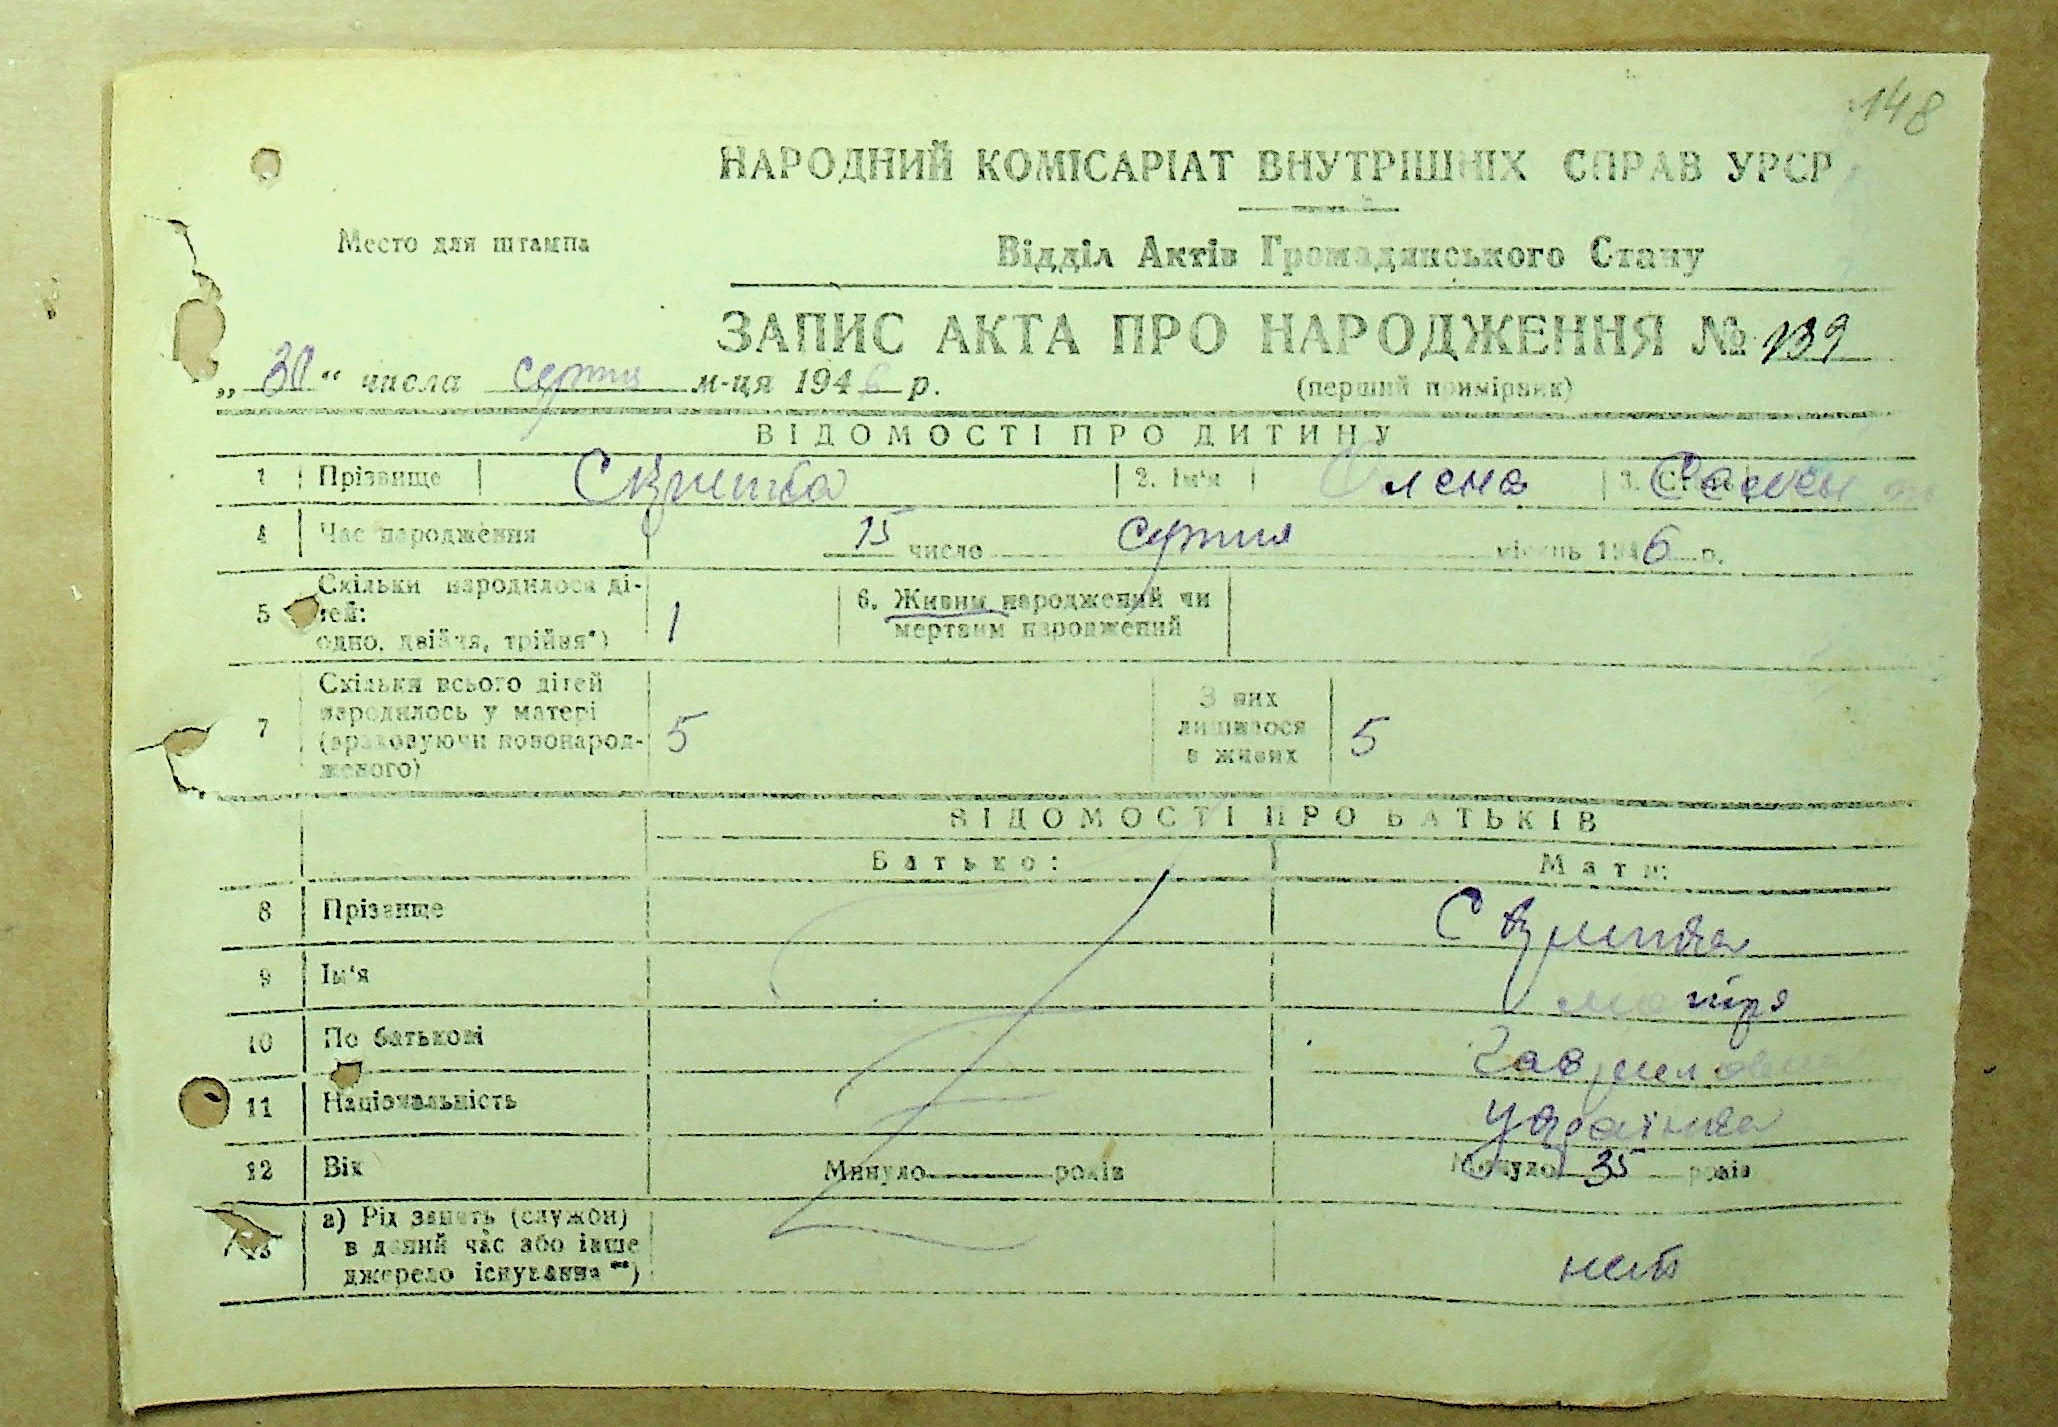 148
НАРОДНИЙ КОМІСАРІАТ ВНУТРІШНІХ СПРАВ УРСР
Место для штампа
Відділ Актів Громадянського Стану
ЗАПИС АКТА ПРО НАРОДЖЕННЯ № 139
„30“ числа серпня м-ця 1946 р.
(перший примірник)
ВІДОМОСТІ ПРО ДИТИНУ
1 Прізвище 2. Ім'я Олена 3. Стать
4 Час народження 15 число серпня місяць 1946 р.
5 Скільки народилося ді-
тей:
одно, двійня, трійня*) 1
6. Живим народжений чи
мертвим народжений
7 Скільки всього дітей
народилось у матері
(враховуючи новонарод-
женого) 5
З них
лишилося
в живих 5
ВІДОМОСТІ ПРО БАТЬКІВ
Батько: Мати:
8 Прізвище
9 Ім'я
10 По батькові
11 Національність українка
12 Вік Минуло років Минуло 35 років
13 а) Рід занять (служби)
в даний час або інше
джерело існування**) нет